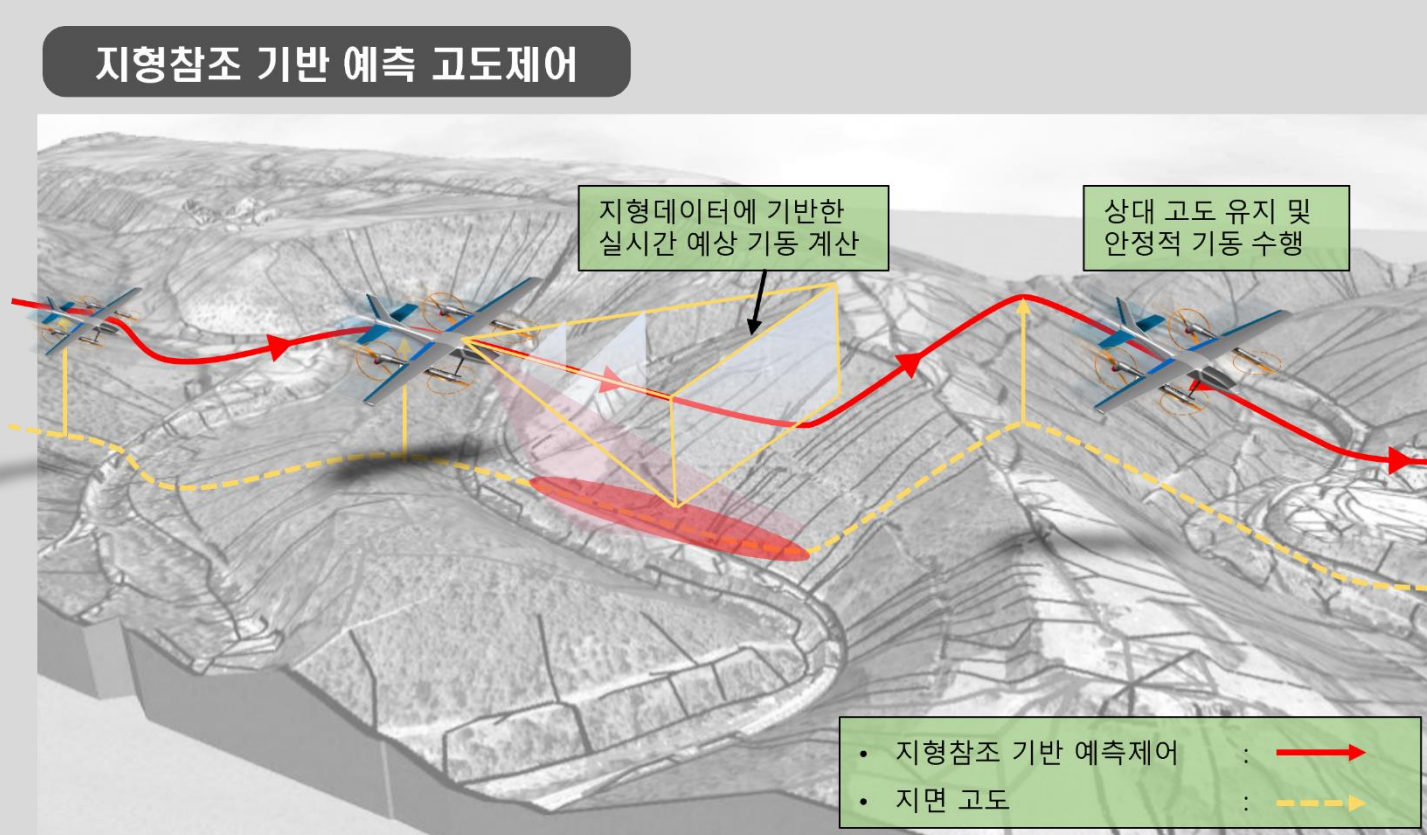 지형참조 기반 예측 고도제어
지형데이터에 기반한
실시간 예상 기동 계산
상대 고도 유지 및
안정적 기동 수행
• 지형참조 기반 예측제어 :
• 지면 고도 :